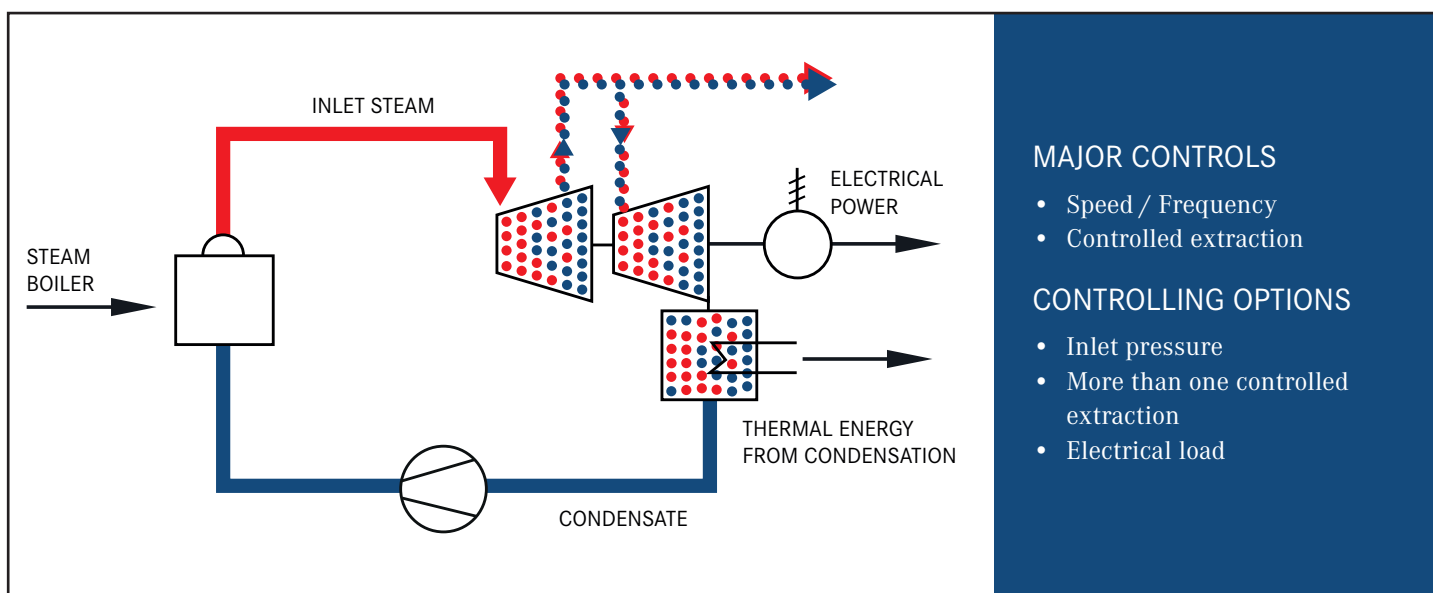 INLET STEAM
STEAM
BOILER
ELECTRICAL
POWER
THERMAL ENERGY
FROM CONDENSATION
CONDENSATE
MAJOR CONTROLS
• Speed / Frequency
• Controlled extraction
CONTROLLING OPTIONS
• Inlet pressure
• More than one controlled
extraction
• Electrical load